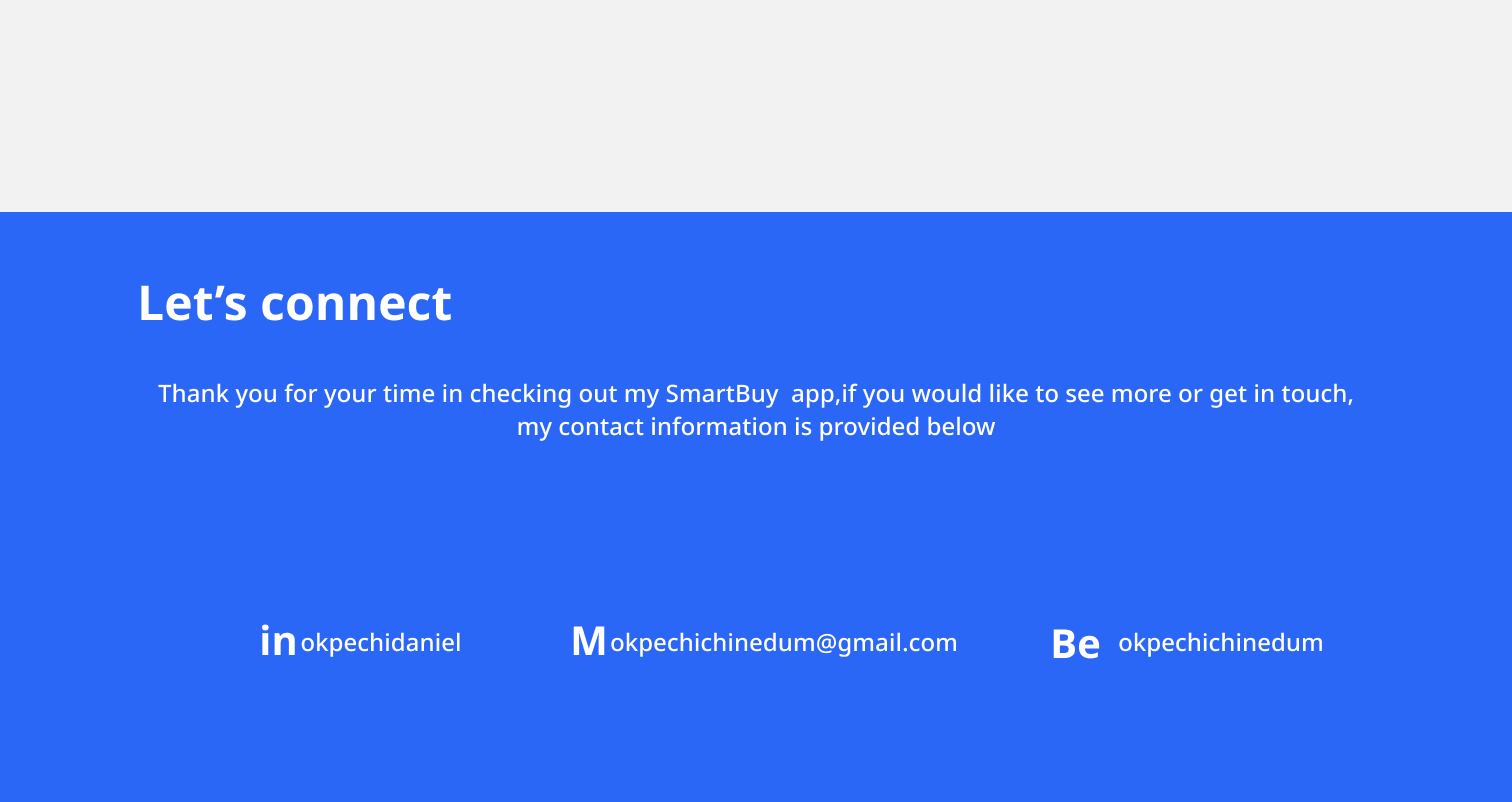 Let’s connect
Thank you for your time in checking out my SmartBuy  app,if you would like to see more or get in touch,
my contact information is provided below
in okpechidaniel
M okpechichinedum@gmail.com
Be okpechichinedum